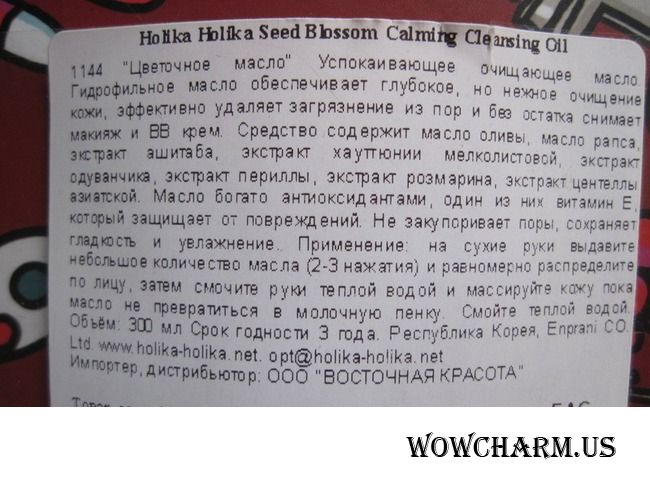 Holika Holika Seed Blossom Calming Cleansing Oil
1144 "Цветочное масло" Успокаивающее очищающее масло.
Гидрофильное масло обеспечивает глубокое, но нежное очищение
кожи, эффективно удаляет загрязнение из пор и без остатка снимает
макияж и ВВ крем. Средство содержит масло оливы, масло рапса,
экстракт ашитаба, экстракт хауттюнии мелколистовой, экстракт
одуванчика, экстракт периллы, экстракт розмарина, экстракт центеллы
азиатской. Масло богато антиоксидантами, один из них витамин Е,
который защищает от повреждений. Не закупоривает поры, сохраняет
гладкость и увлажнение. Применение: на сухие руки выдавите
небольшое количество масла (2-3 нажатия) и равномерно распределите
по лицу, затем смочите руки теплой водой и массируйте кожу пока
масло не превратиться в молочную пенку. Смойте теплой водой.
Объём: 300 мл Срок годности 3 года. Республика Корея, Enprani CO.
Ltd. www.holika-holika.net. opt@holika-holika.net
Импортер, дистрибьютор: ООО "ВОСТОЧНАЯ КРАСОТА"
WOWCHARM.US